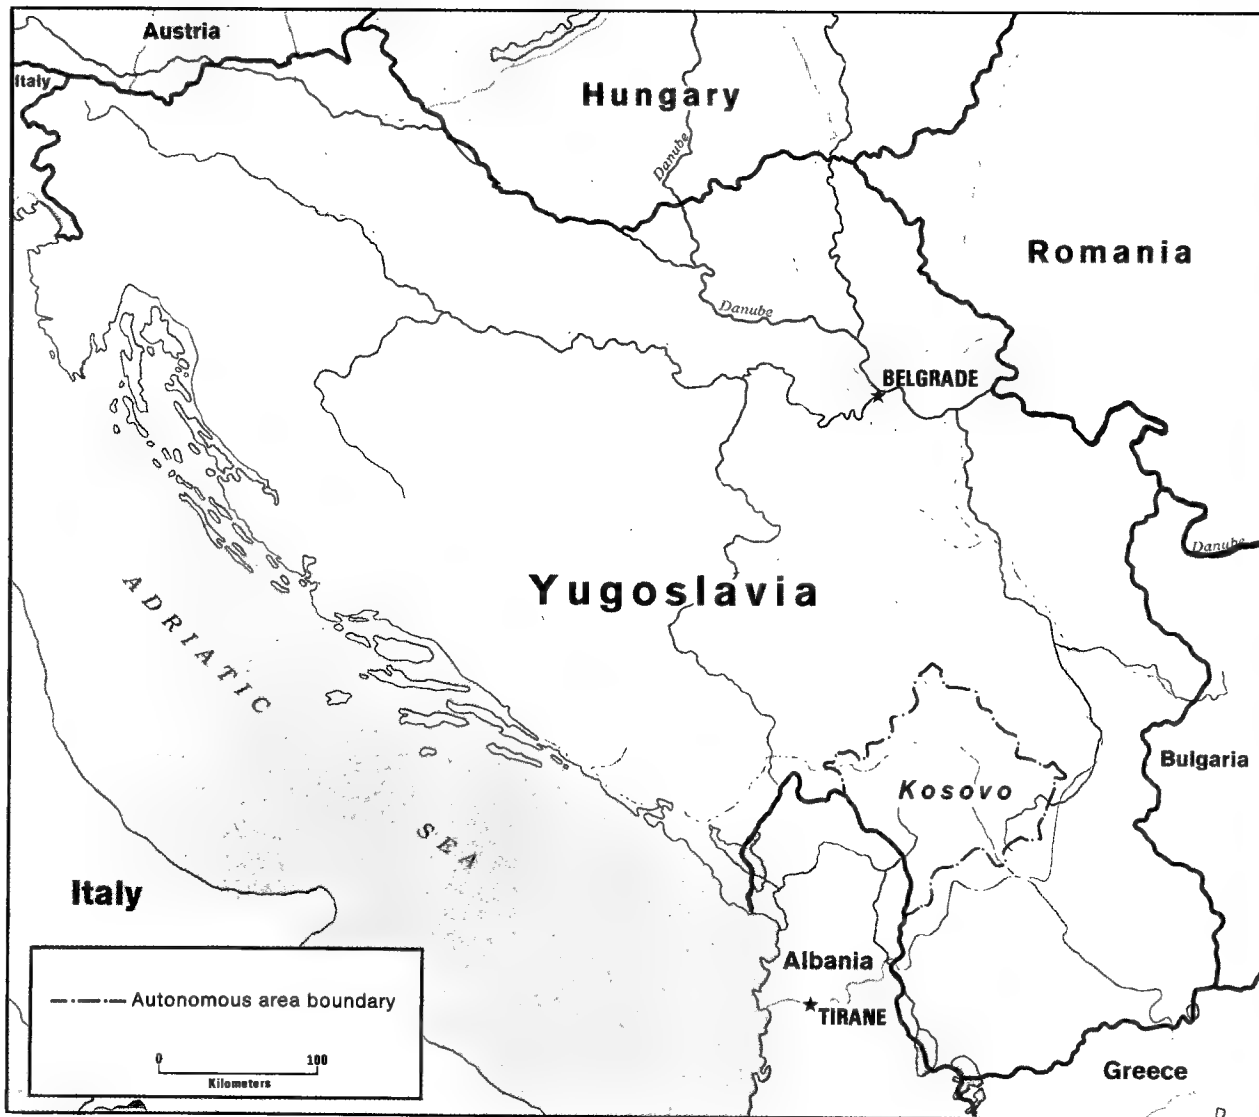 Austria
Italy
Hungary
Danube
Romania
Danube
BELGRADE
Danube
Yugoslavia
ADRIATIC
SEA
Bulgaria
Kosovo
Italy
Albania
TIRANE
Greece
Autonomous area boundary
0 100
Kilometers
D